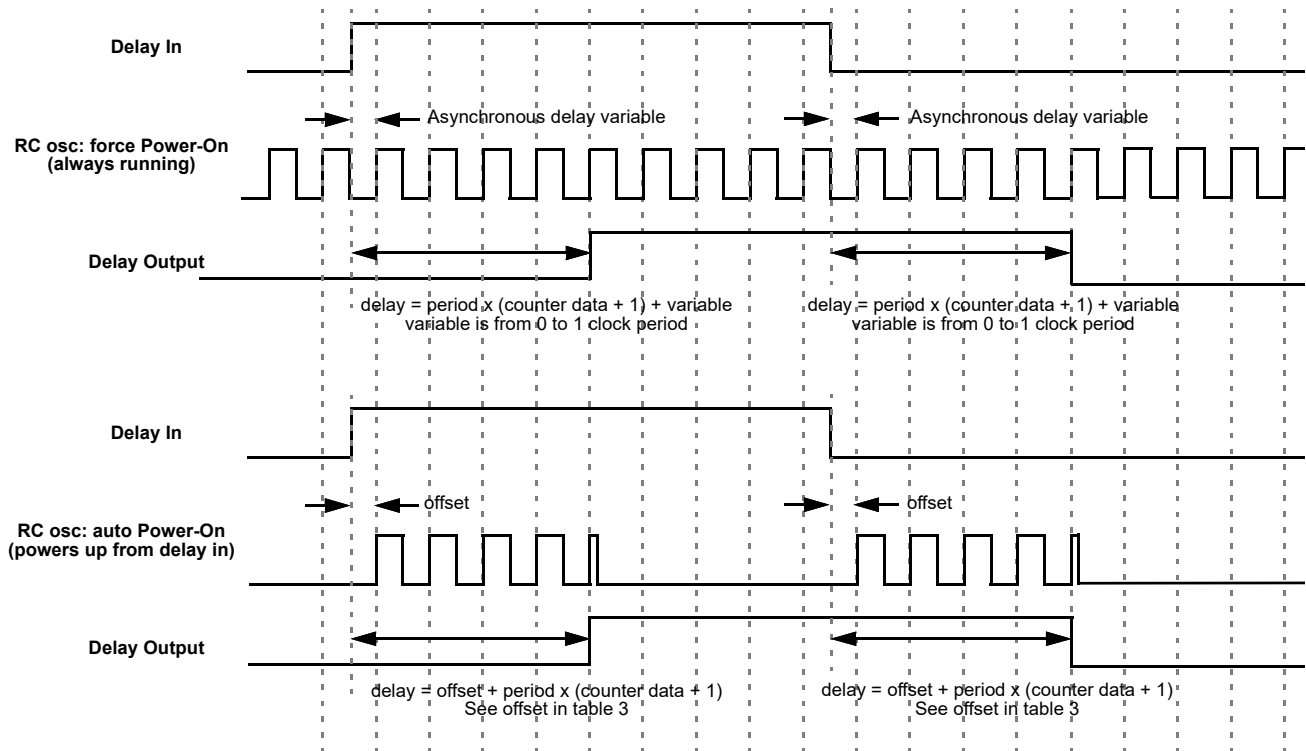 Delay In
Asynchronous delay variable
Asynchronous delay variable
RC osc: force Power-On
(always running)
Delay Output
delay = period x (counter data + 1) + variable
variable is from 0 to 1 clock period
delay = period x (counter data + 1) + variable
variable is from 0 to 1 clock period
Delay In
offset
offset
RC osc: auto Power-On
(powers up from delay in)
Delay Output
delay = offset + period x (counter data + 1)
See offset in table 3
delay = offset + period x (counter data + 1)
See offset in table 3